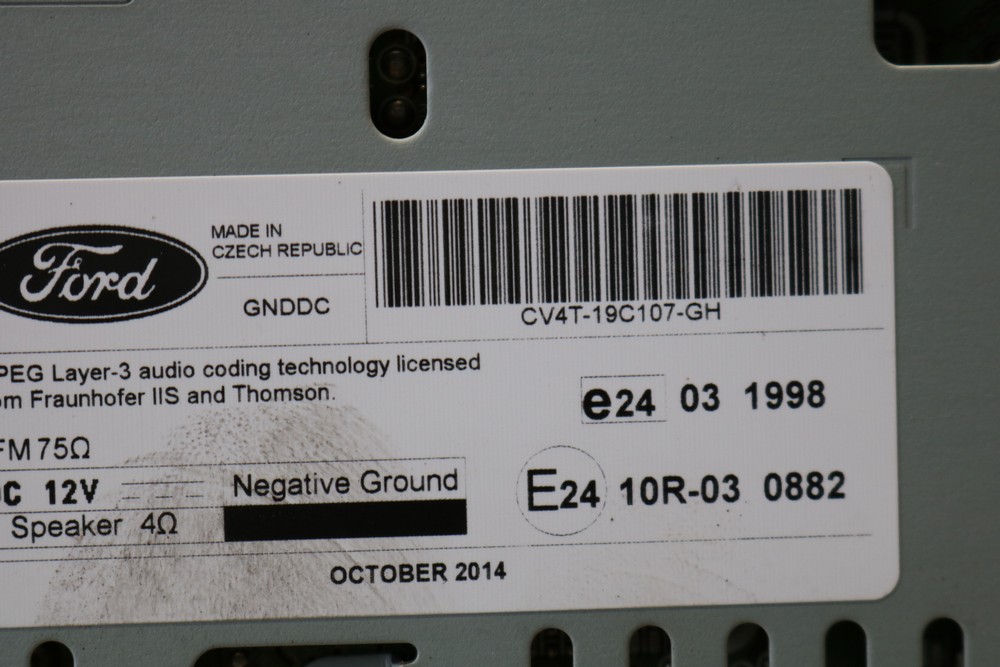 Ford
MADE IN
CZECH REPUBLIC
GNDDC
CV4T-19C107-GH
PEG Layer-3 audio coding technology licensed
om Fraunhofer IIS and Thomson.
e24 03 1998
FM 75Ω
DC 12V
Negative Ground
E24 10R-03 0882
Speaker 4Ω
OCTOBER 2014